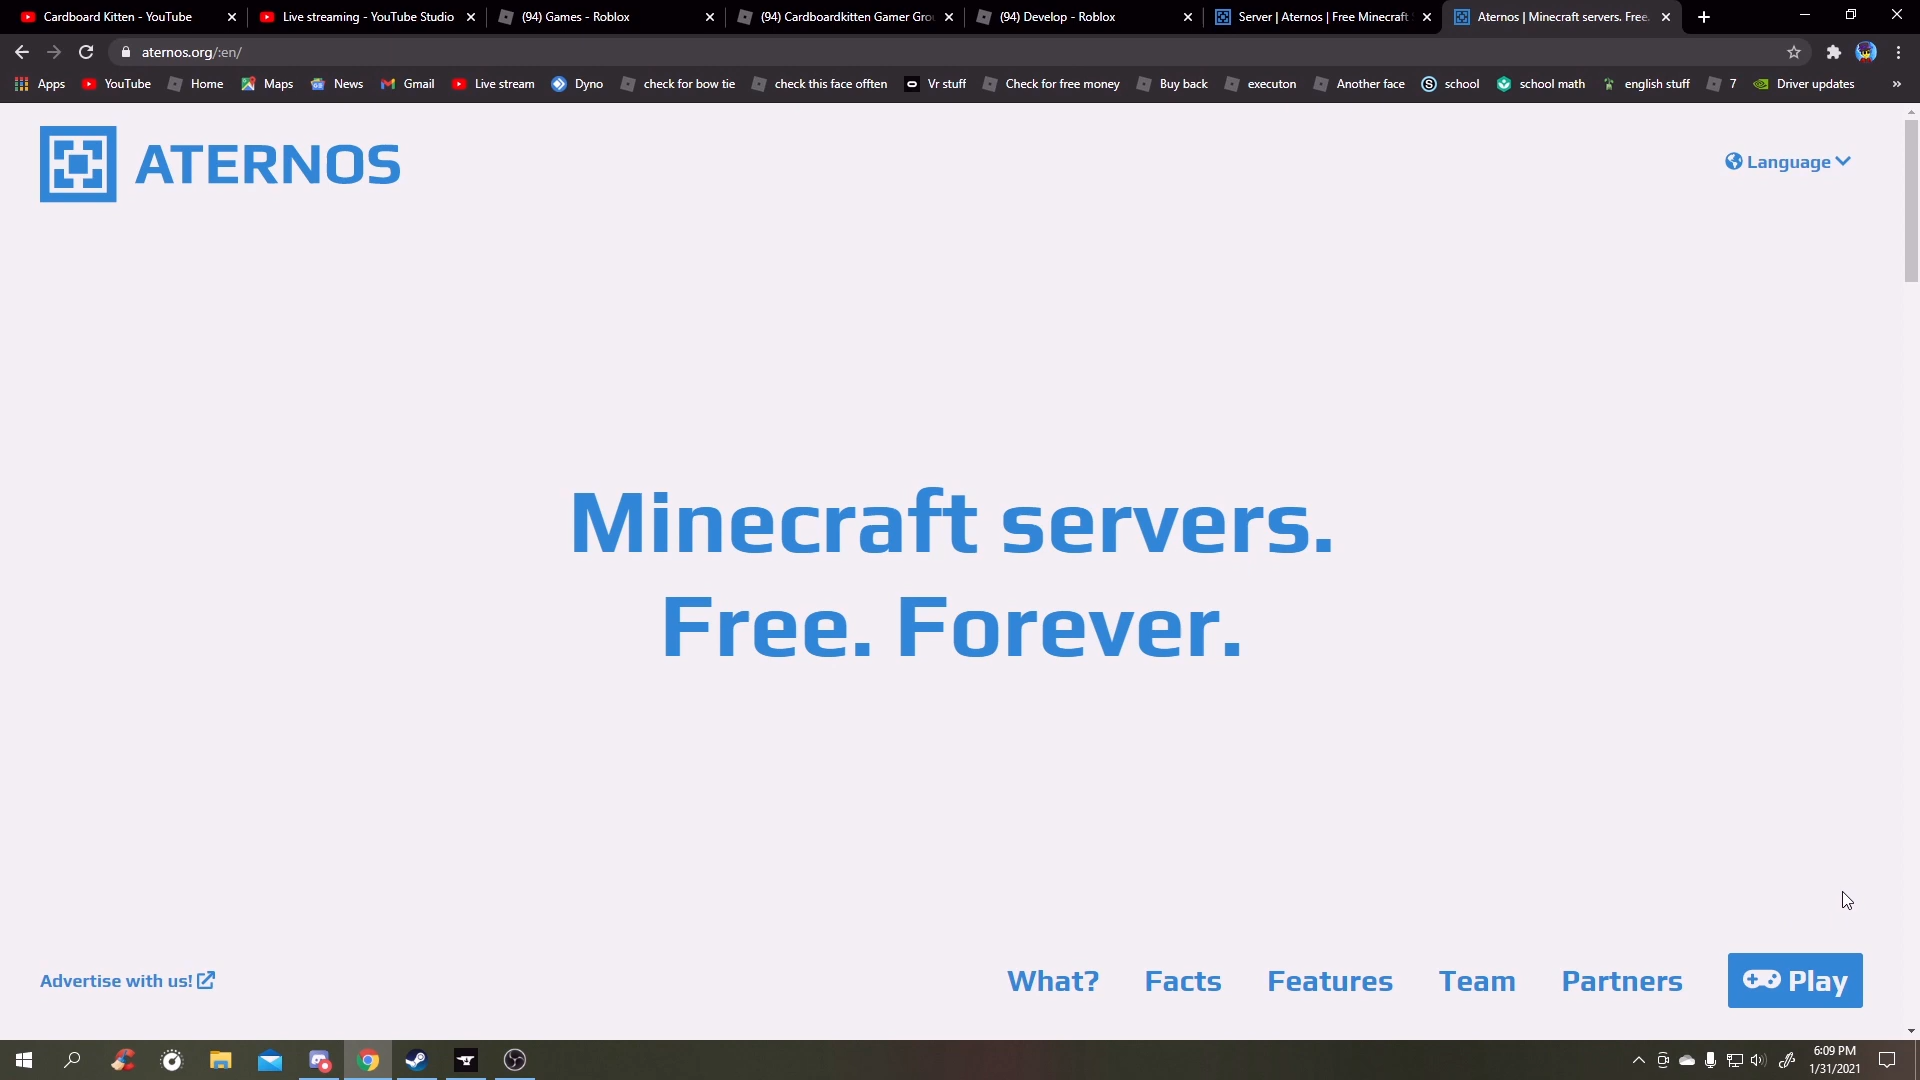 Cardboard Kitten - YouTube
Live streaming - YouTube Studio
(94) Games - Roblox
(94) Cardboardkitten Gamer Gro
(94) Develop - Roblox
Server | Aternos | Free Minecraft
Aternos | Minecraft servers. Free.
aternos.org/:en/
Apps YouTube Home Maps News Gmail Live stream Dyno check for bow tie check this face offten Vr stuff Check for free money Buy back executon Another face school school math english stuff 7 Driver updates »
ATERNOS
Language
Minecraft servers.
Free. Forever.
Advertise with us!
What? Facts Features Team Partners Play
6:09 PM
1/31/2021